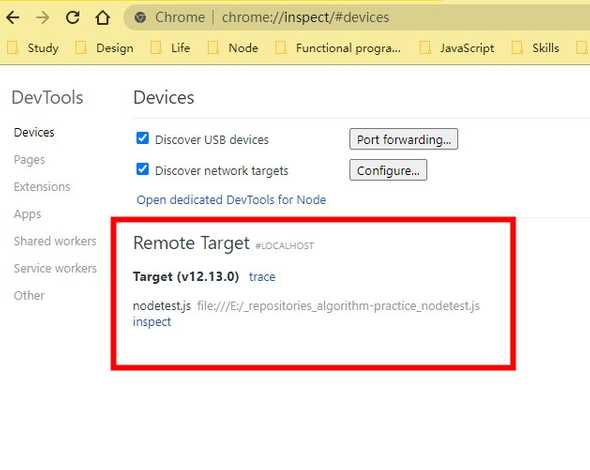 Chrome | chrome://inspect/#devices
Study Design Life Node Functional progra... JavaScript Skills
DevTools
Devices
Pages
Extensions
Apps
Shared workers
Service workers
Other
Devices
Discover USB devices Port forwarding...
Discover network targets Configure...
Open dedicated DevTools for Node
Remote Target #LOCALHOST
Target (v12.13.0) trace
nodetest.js file:///E:/_repositories_algorithm-practice_nodetest.js
inspect